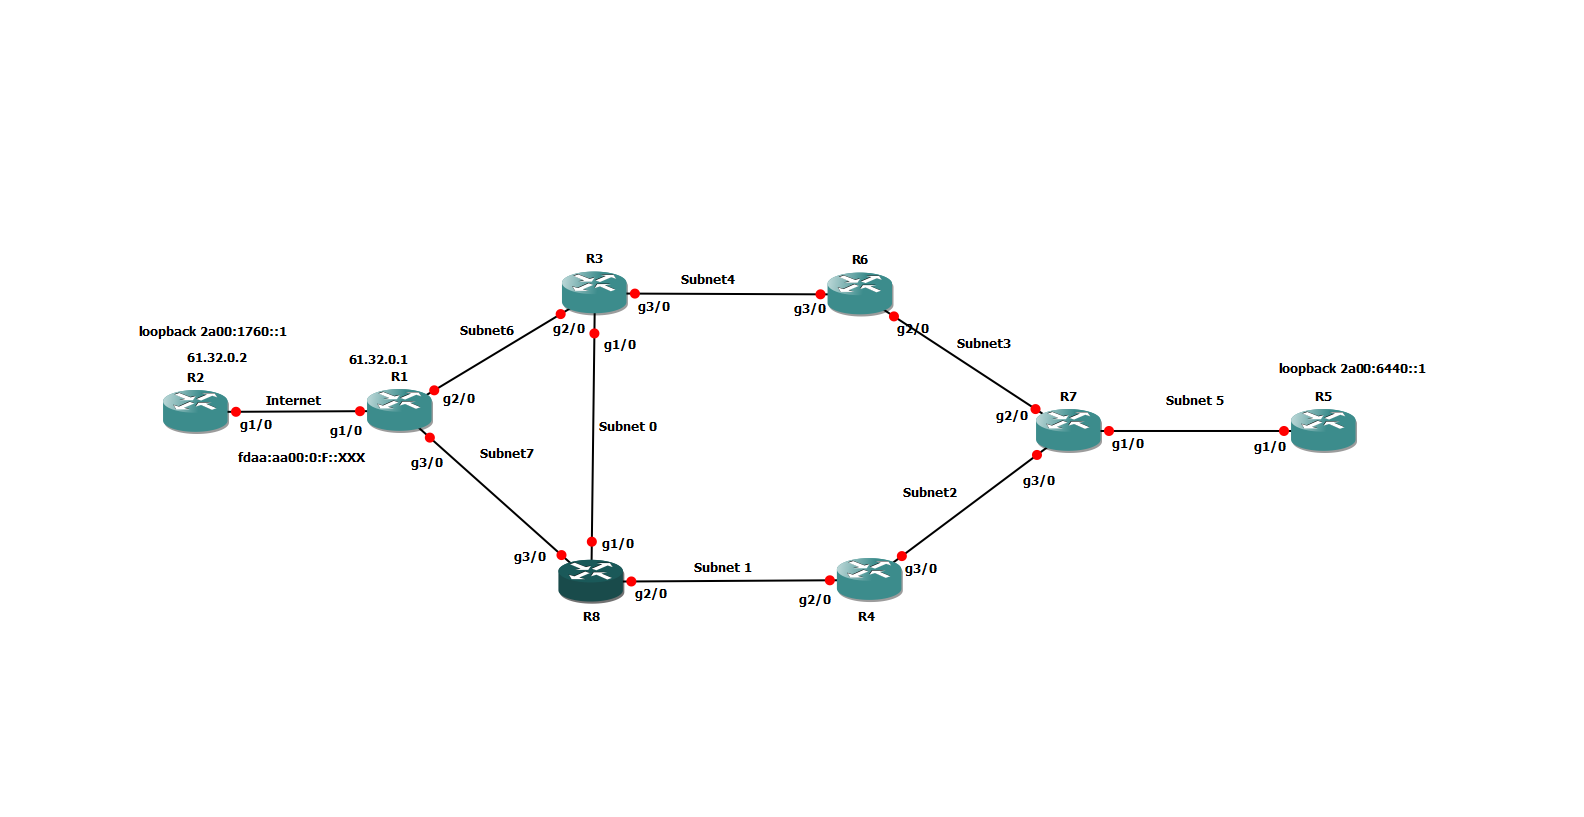 R3
R6
Subnet4
g3/0
g3/0
Subnet6
g2/0
g1/0
g2/0
Subnet3
loopback 2a00:1760::1
61.32.0.2
61.32.0.1
R2
R1
loopback 2a00:6440::1
Internet
g2/0
g1/0
g1/0
R7
Subnet 5
R5
g2/0
g1/0
g1/0
fdaa:aa00:0:F::XXX
g3/0
Subnet7
Subnet 0
g3/0
Subnet2
g3/0
g1/0
Subnet 1
g3/0
g2/0
g2/0
R8
R4